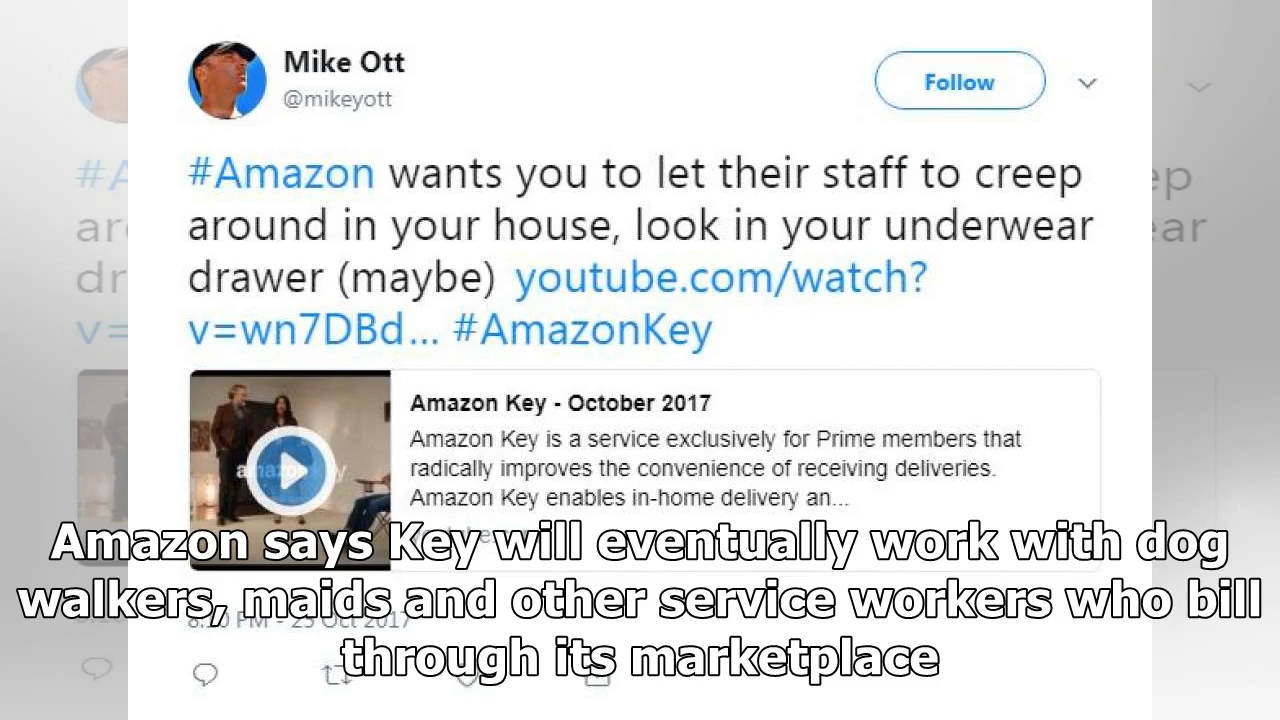 Mike Ott
@mikeyott
Follow
#Amazon wants you to let their staff to creep
around in your house, look in your underwear
drawer (maybe) youtube.com/watch?
v=wn7DBd... #AmazonKey
Amazon Key - October 2017
Amazon Key is a service exclusively for Prime members that
radically improves the convenience of receiving deliveries.
Amazon Key enables in-home delivery an...
Amazon says Key will eventually work with dog
walkers, maids and other service workers who bill
through its marketplace